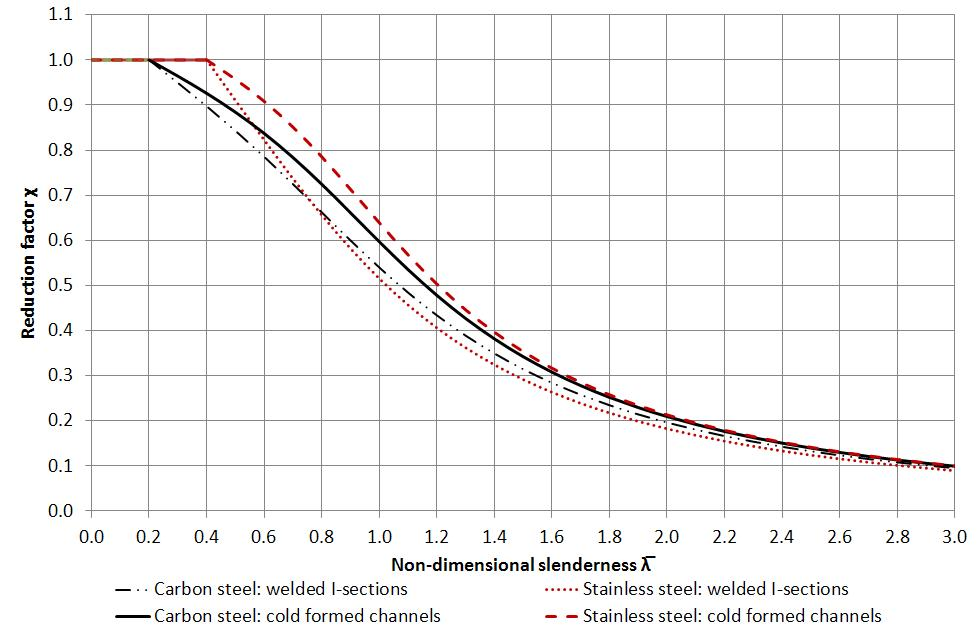 1.1
1.0
0.9
0.8
0.7
0.6
0.5
0.4
0.3
0.2
0.1
0.0
Reduction factor χ
0.0 0.2 0.4 0.6 0.8 1.0 1.2 1.4 1.6 1.8 2.0 2.2 2.4 2.6 2.8 3.0
Non-dimensional slenderness λ̅
Carbon steel: welded I-sections Stainless steel: welded I-sections
Carbon steel: cold formed channels Stainless steel: cold formed channels